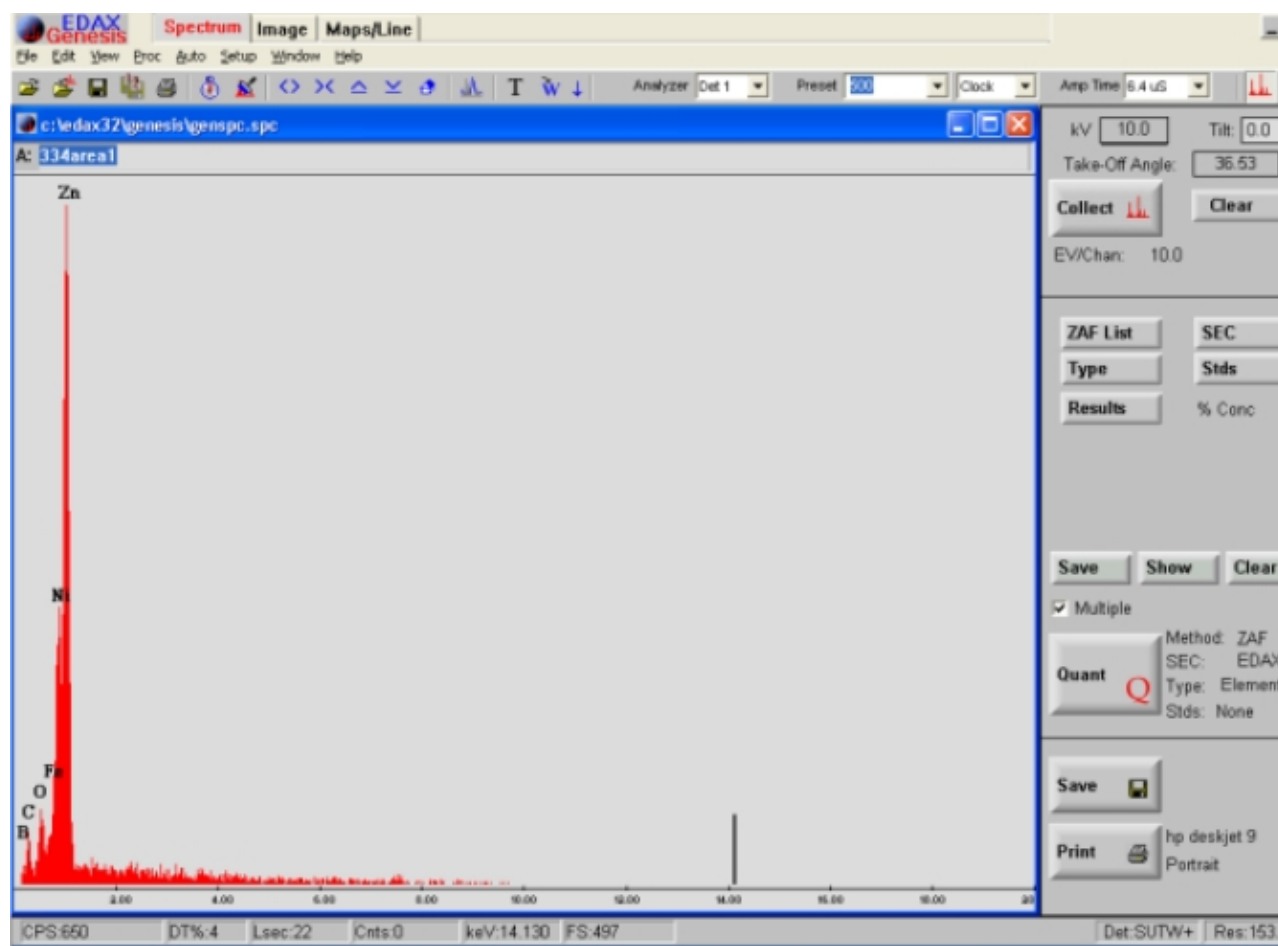 EDAX Genesis Spectrum Image Maps/Line
File Edit View Proc Auto Setup Window Help
T W Analyzer Det 1 Preset 600 Clock Amp Time 6.4 uS
c:\edax32\genesis\genspc.spc
A: 334area1
kV 10.0 Tilt: 0.0
Take-Off Angle: 36.53
Collect Clear
EV/Chan: 10.0
ZAF List SEC
Type Stds
Results % Conc
Save Show Clear
Multiple
Method: ZAF
SEC: EDAX
Quant Q
Type: Element
Stds: None
Save
Print
hp deskjet 9
Portrait
Zn
Ni
Fe
O
C
B
2.00 4.00 6.00 8.00 10.00 12.00 14.00 16.00 18.00 20
CPS:650 DT%:4 Lsec:22 Cnts:0 keV:14.130 FS:497 Det:SUTW+ Res:153